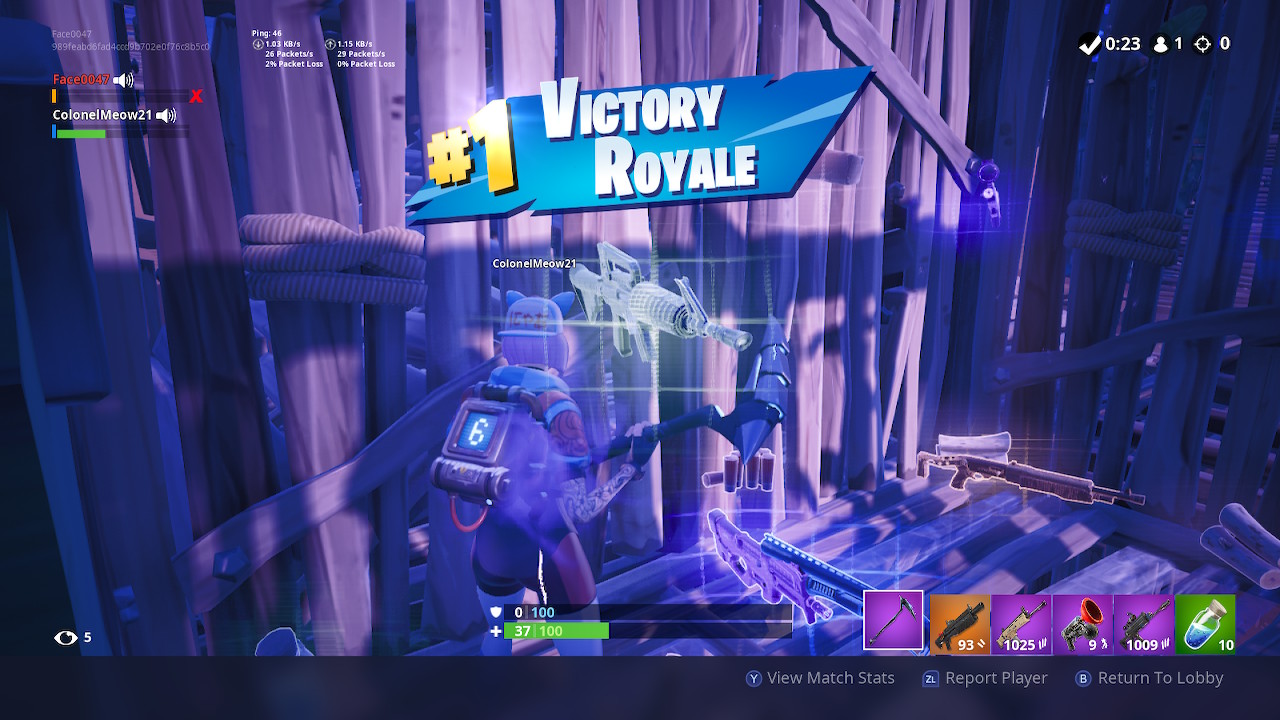 Face0047
989feabd6fad4ccd9b702e0f76c8b5c0
Ping: 46
1.03 KB/s 1.15 KB/s
26 Packets/s 29 Packets/s
2% Packet Loss 0% Packet Loss
0:23 1 0
Face0047
X
ColonelMeow21
#1 VICTORY
ROYALE
ColonelMeow21
6
0 | 100
37 | 100
5
93 1025 9 1009 10
Y View Match Stats ZL Report Player B Return To Lobby